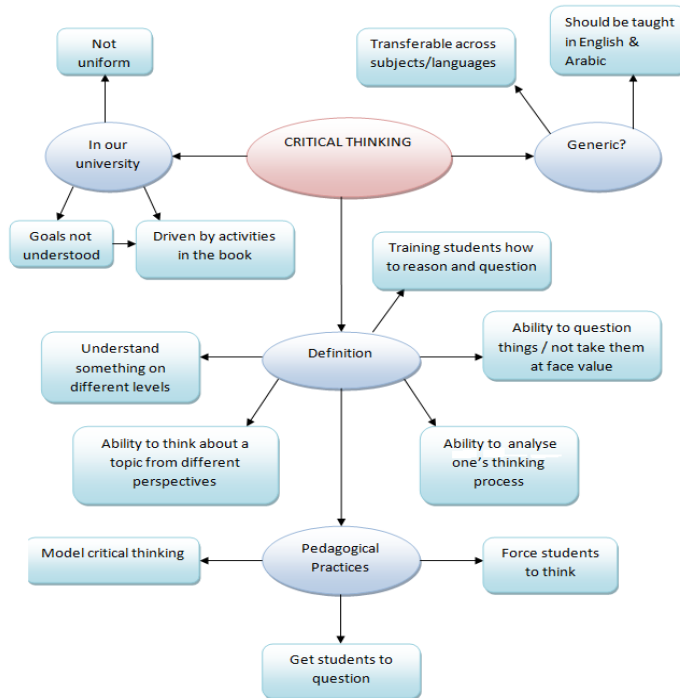 Not
uniform
Transferable across
subjects/languages
Should be taught
in English &
Arabic
In our
university
CRITICAL THINKING
Generic?
Goals not
understood
Driven by activities
in the book
Training students how
to reason and question
Understand
something on
different levels
Definition
Ability to question
things / not take them
at face value
Ability to think about a
topic from different
perspectives
Ability to analyse
one’s thinking
process
Model critical thinking
Pedagogical
Practices
Force students
to think
Get students to
question